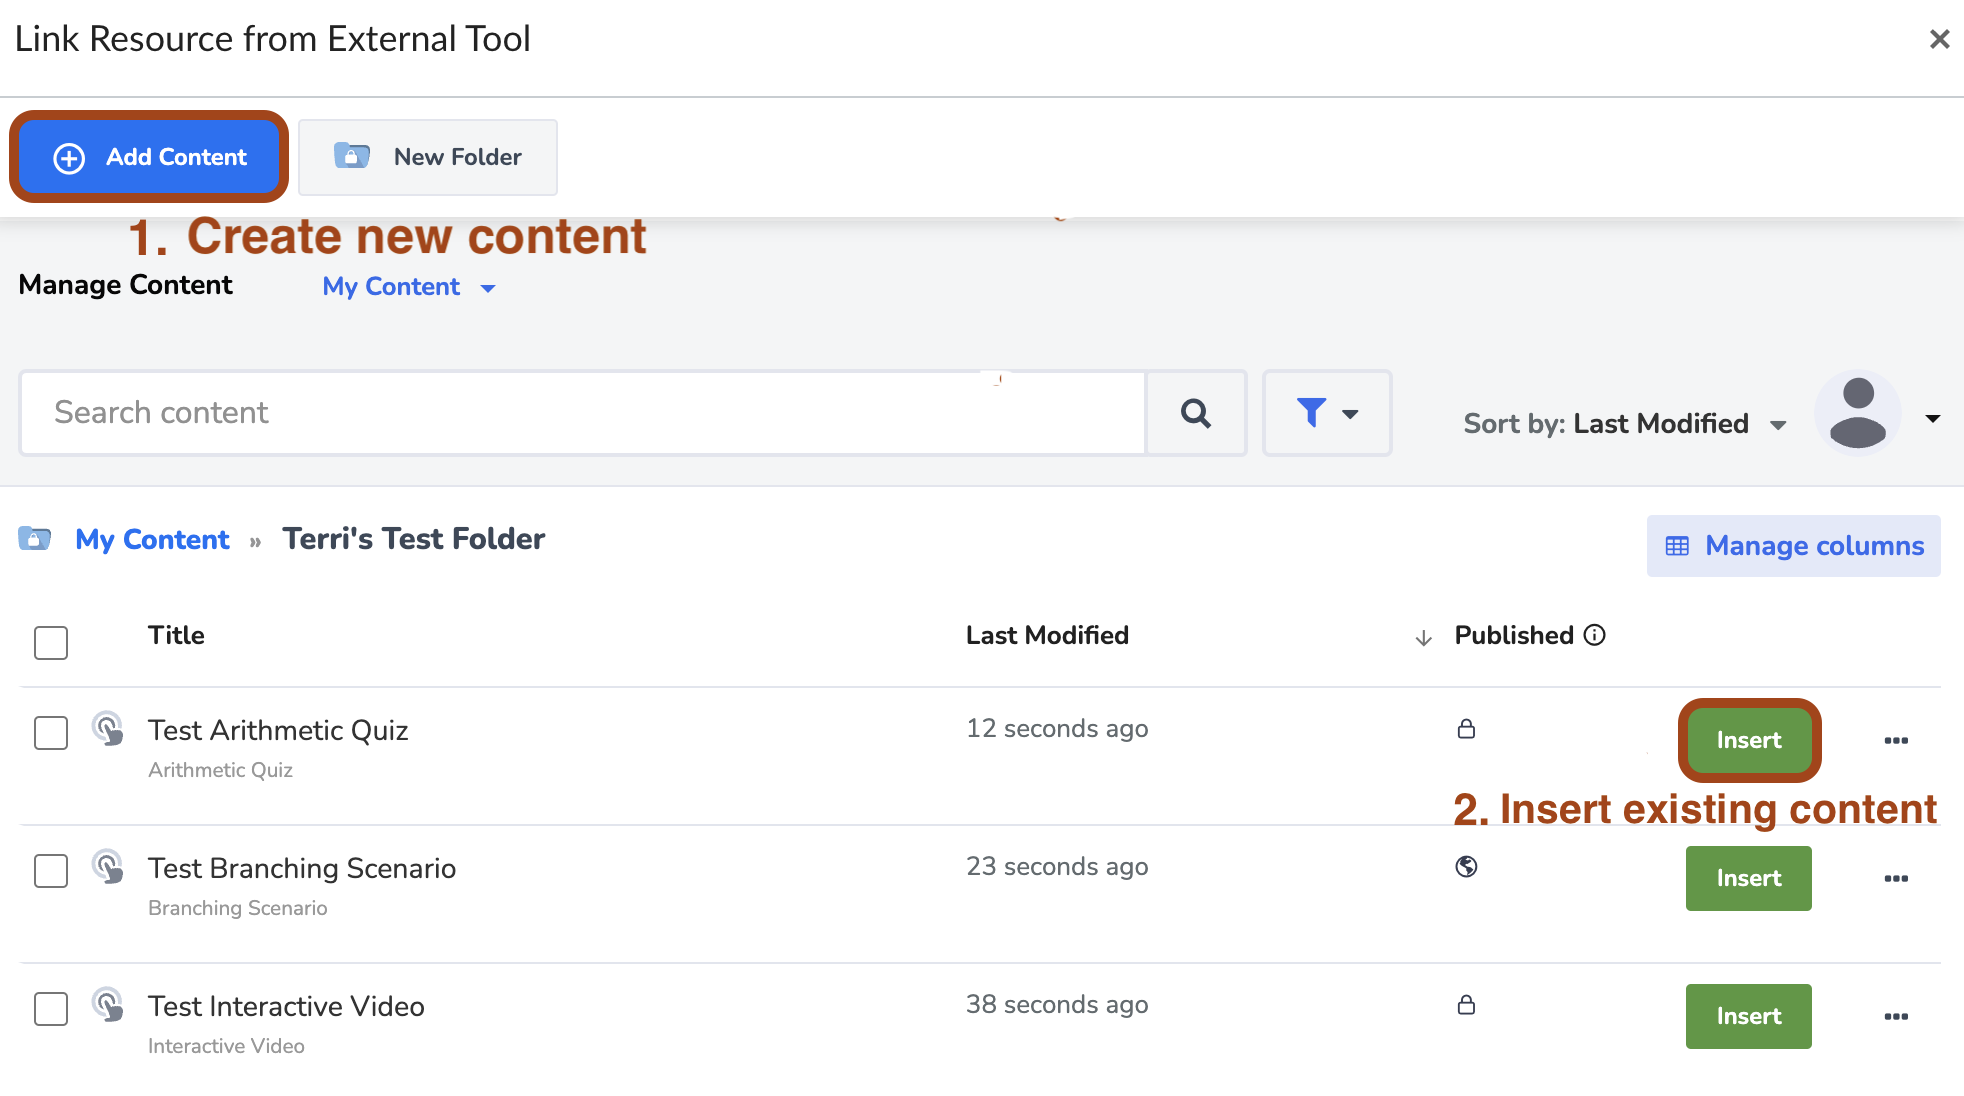 Link Resource from External Tool
Add Content
New Folder
1. Create new content
Manage Content
My Content
Search content
Sort by: Last Modified
My Content » Terri's Test Folder
Manage columns
Title
Last Modified
Published
Test Arithmetic Quiz
12 seconds ago
Insert
Arithmetic Quiz
2. Insert existing content
Test Branching Scenario
23 seconds ago
Insert
Branching Scenario
Test Interactive Video
38 seconds ago
Insert
Interactive Video